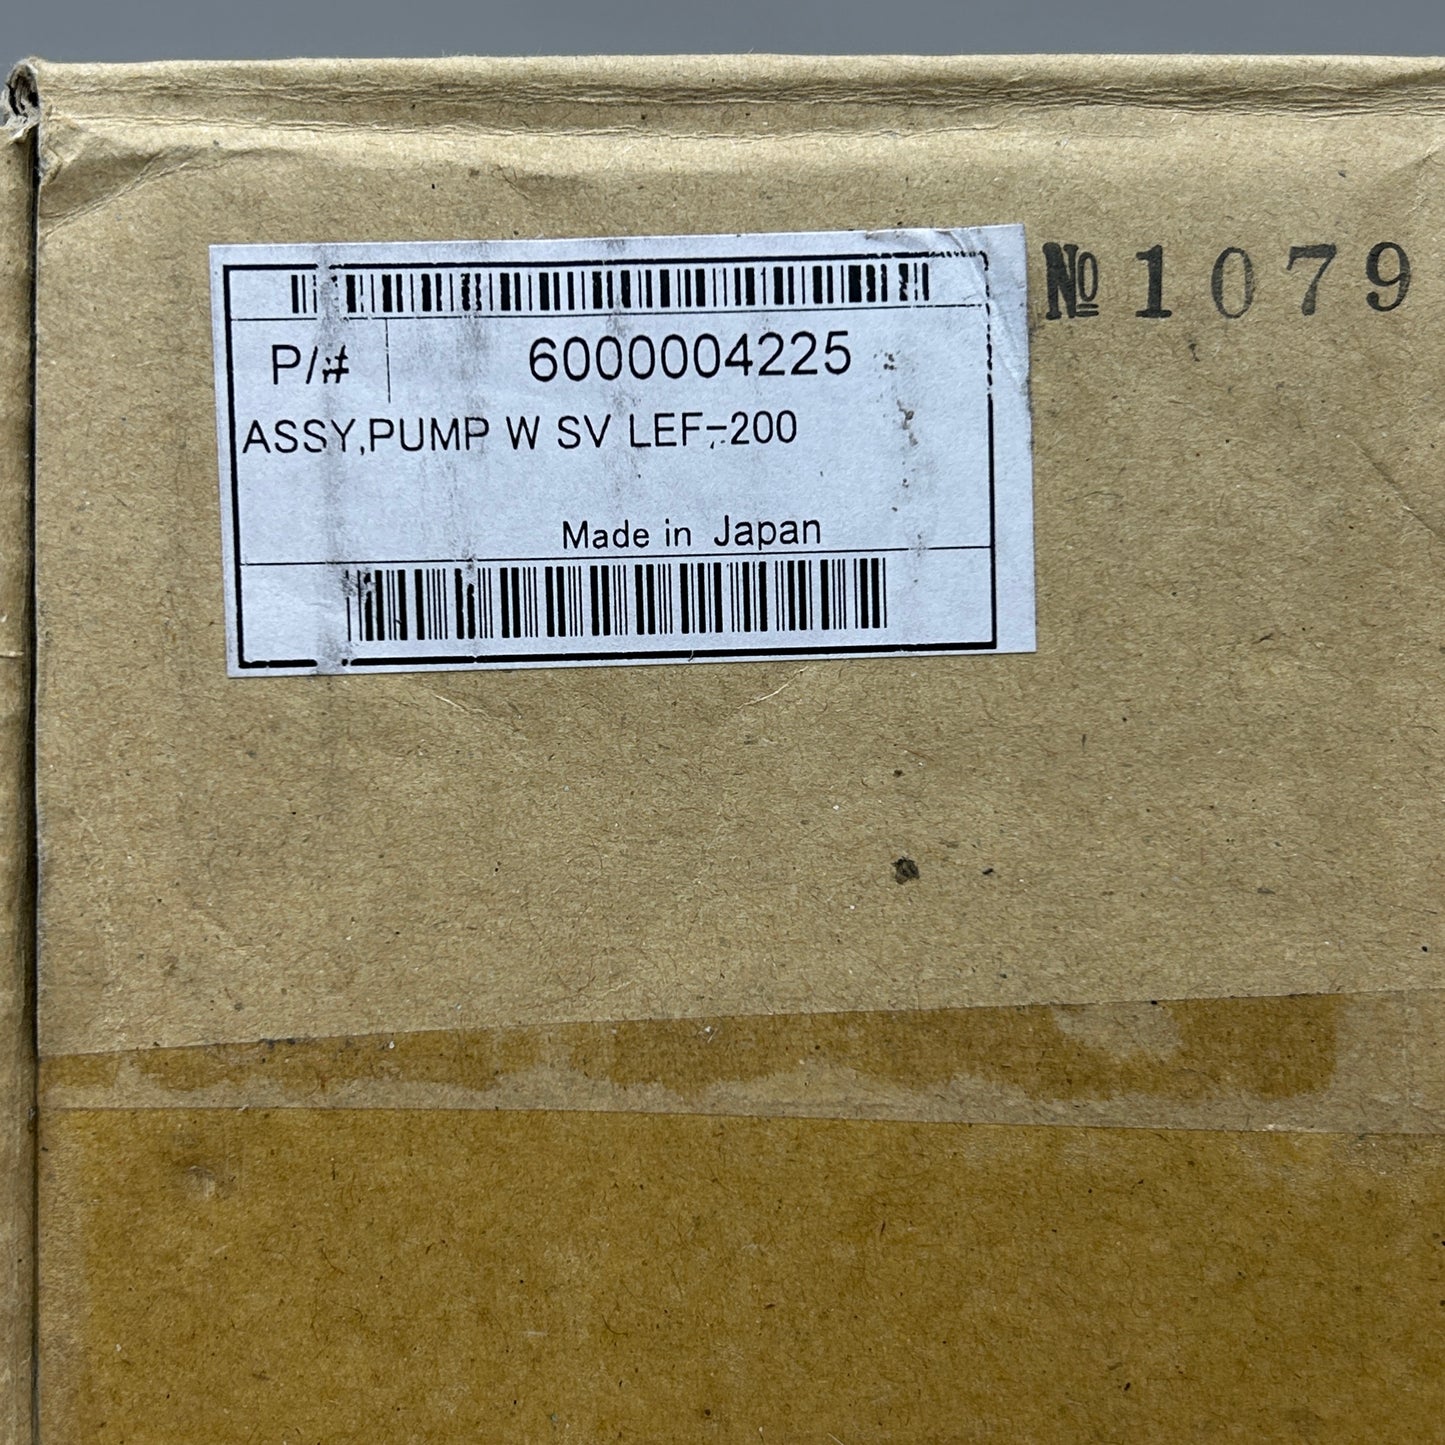 № 1079
P/# 6000004225
ASSY,PUMP W SV LEF-200
Made in Japan